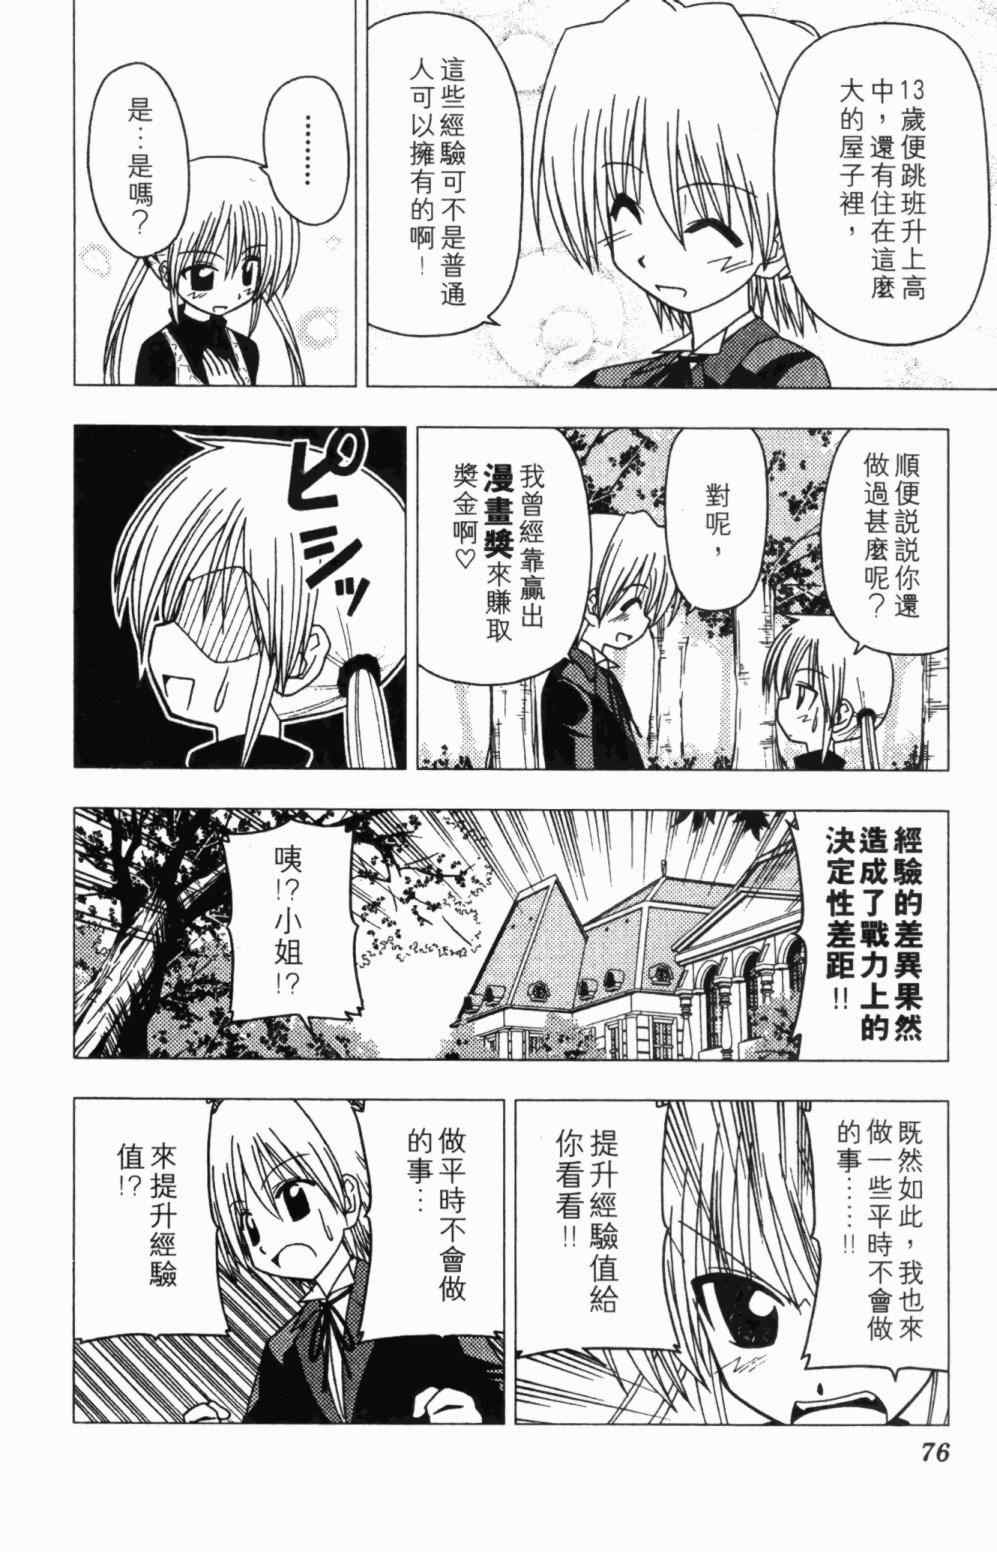 13歲便跳班升上高
中，還有住在這麼
大的屋子裡，
這些經驗可不是普通
人可以擁有的啊！
………
是…是嗎？
順便說說你還
做過甚麼呢？
對呢，
我曾經靠贏出
漫畫獎來賺取
獎金啊♡
ピシッ
經驗的差異果然
造成了戰力上的
決定性差距!!
咦!?小姐!?
既然如此，我也來
做一些平時不會做
的事……!!
提升經驗值給
你看看!!
做平時不會做
的事…
來提升經驗
值!?
76